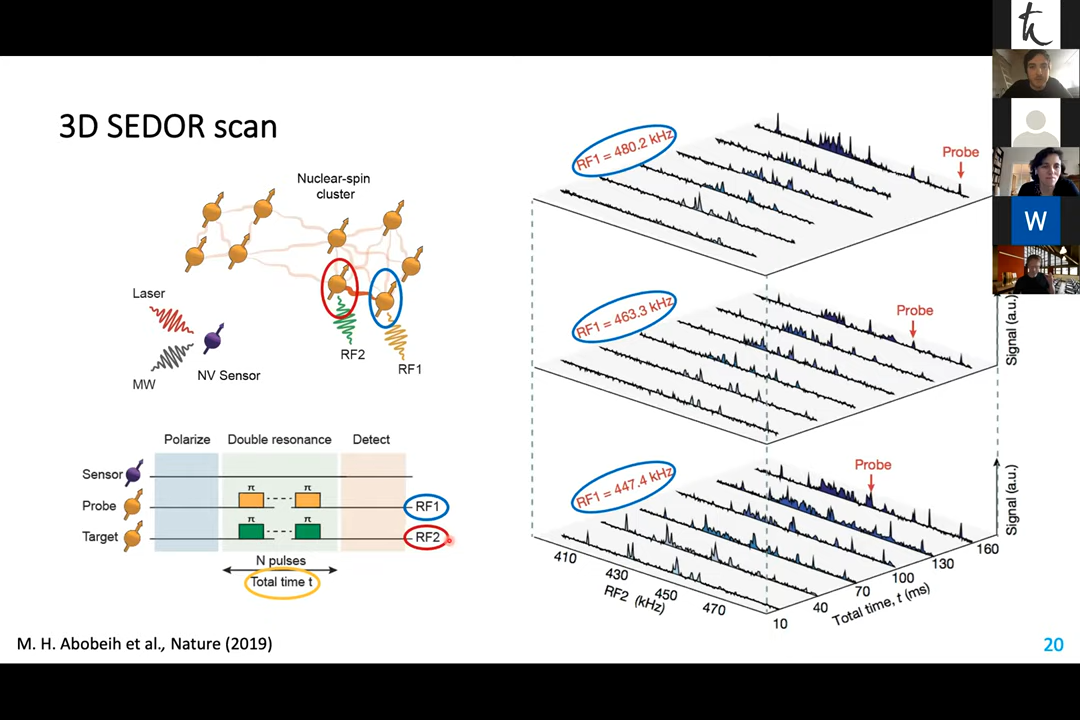 3D SEDOR scan
Nuclear-spin
cluster
Laser
MW
NV Sensor
RF2
RF1
Polarize
Double resonance
Detect
Sensor
Probe
Target
π
π
π
π
RF1
RF2
N pulses
Total time t
RF1 = 480.2 kHz
Probe
RF1 = 463.3 kHz
Probe
Signal (a.u.)
RF1 = 447.4 kHz
Probe
Signal (a.u.)
410
430
450
470
RF2 (kHz)
10
40
70
100
130
160
Total time, t (ms)
M. H. Abobeih et al., Nature (2019)
20
W